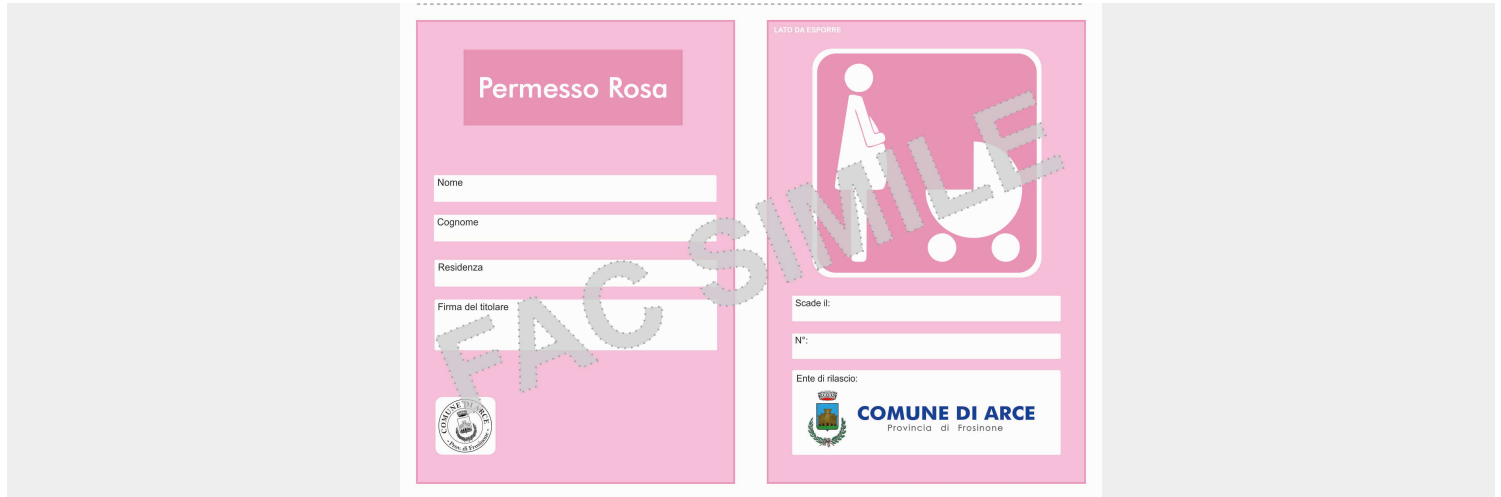 Permesso Rosa
Nome
Cognome
Residenza
Firma del titolare
COMUNE DI ARCE
- Prov. di Frosinone -
LATO DA ESPORRE
Scade il:
N°:
Ente di rilascio:
COMUNE DI ARCE
Provincia di Frosinone
FAC SIMILE